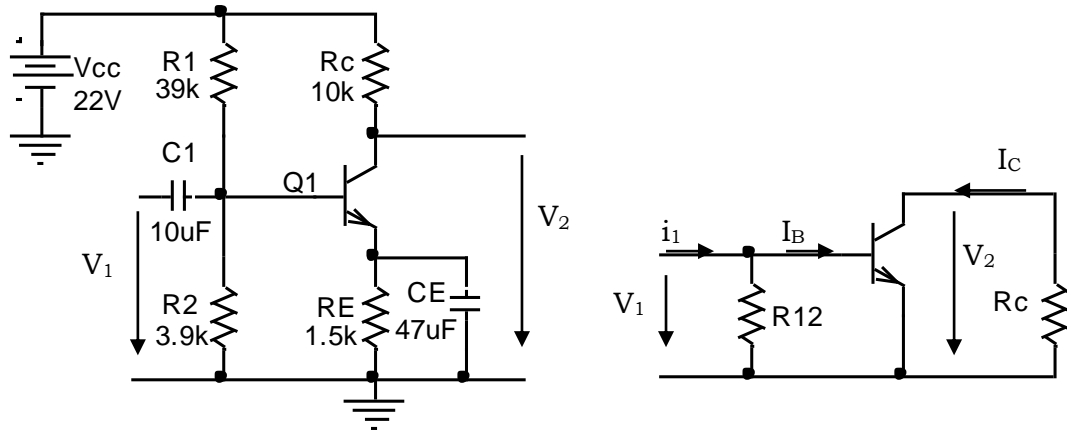 R1
39k
Rc
10k
Vcc
22V
C1
Q1
10uF
V1
V2
R2
3.9k
RE
1.5k
CE
47uF
IC
i1
IB
V1
V2
R12
Rc